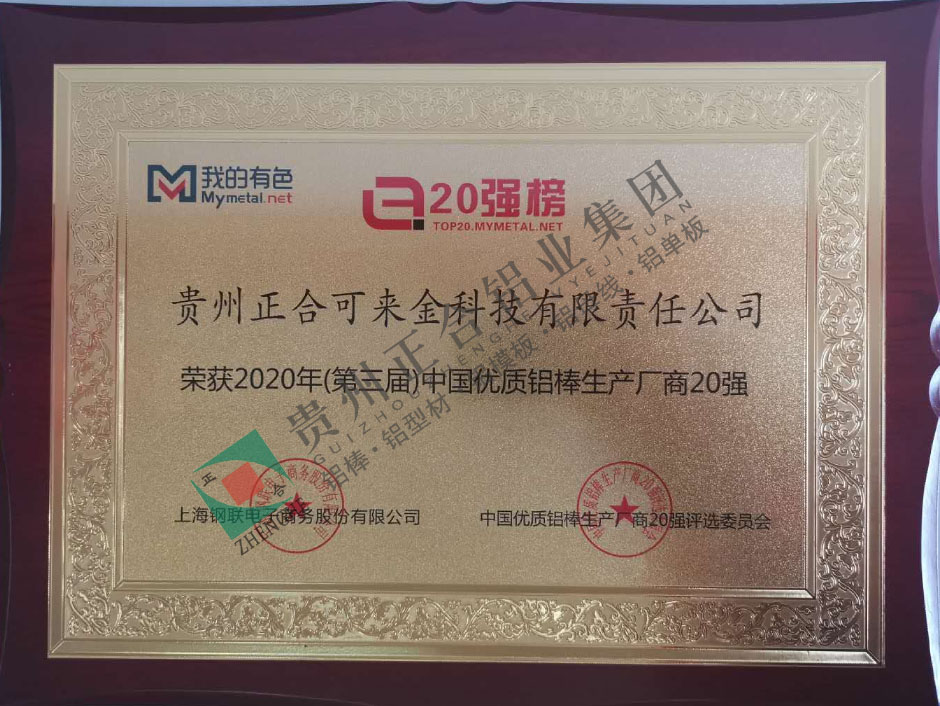 我的有色
Mymetal.net
20强榜
TOP20.MYMETAL.NET
贵州正合可来金科技有限责任公司
荣获2020年(第二届)中国优质铝棒生产厂商20强
上海钢联电子商务股份有限公司
中国优质铝棒生产厂商20强评选委员会
正合
贵州正合铝业集团
铝棒·铝型材·铝模板·铝单板